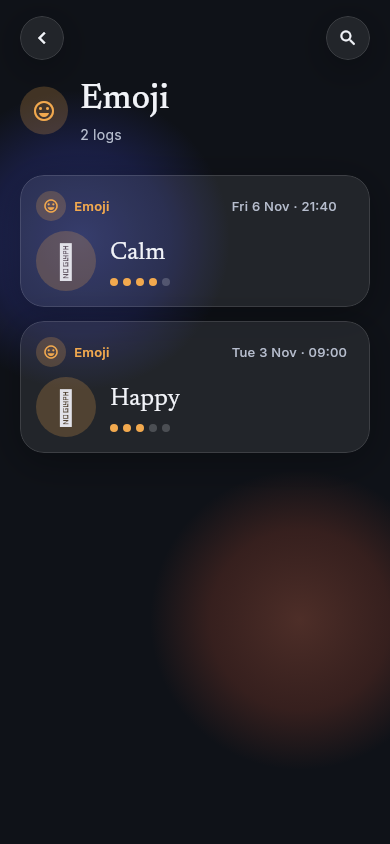 Emoji
2 logs
Emoji
Fri 6 Nov · 21:40
NO GLYPH
Calm
Emoji
Tue 3 Nov · 09:00
NO GLYPH
Happy